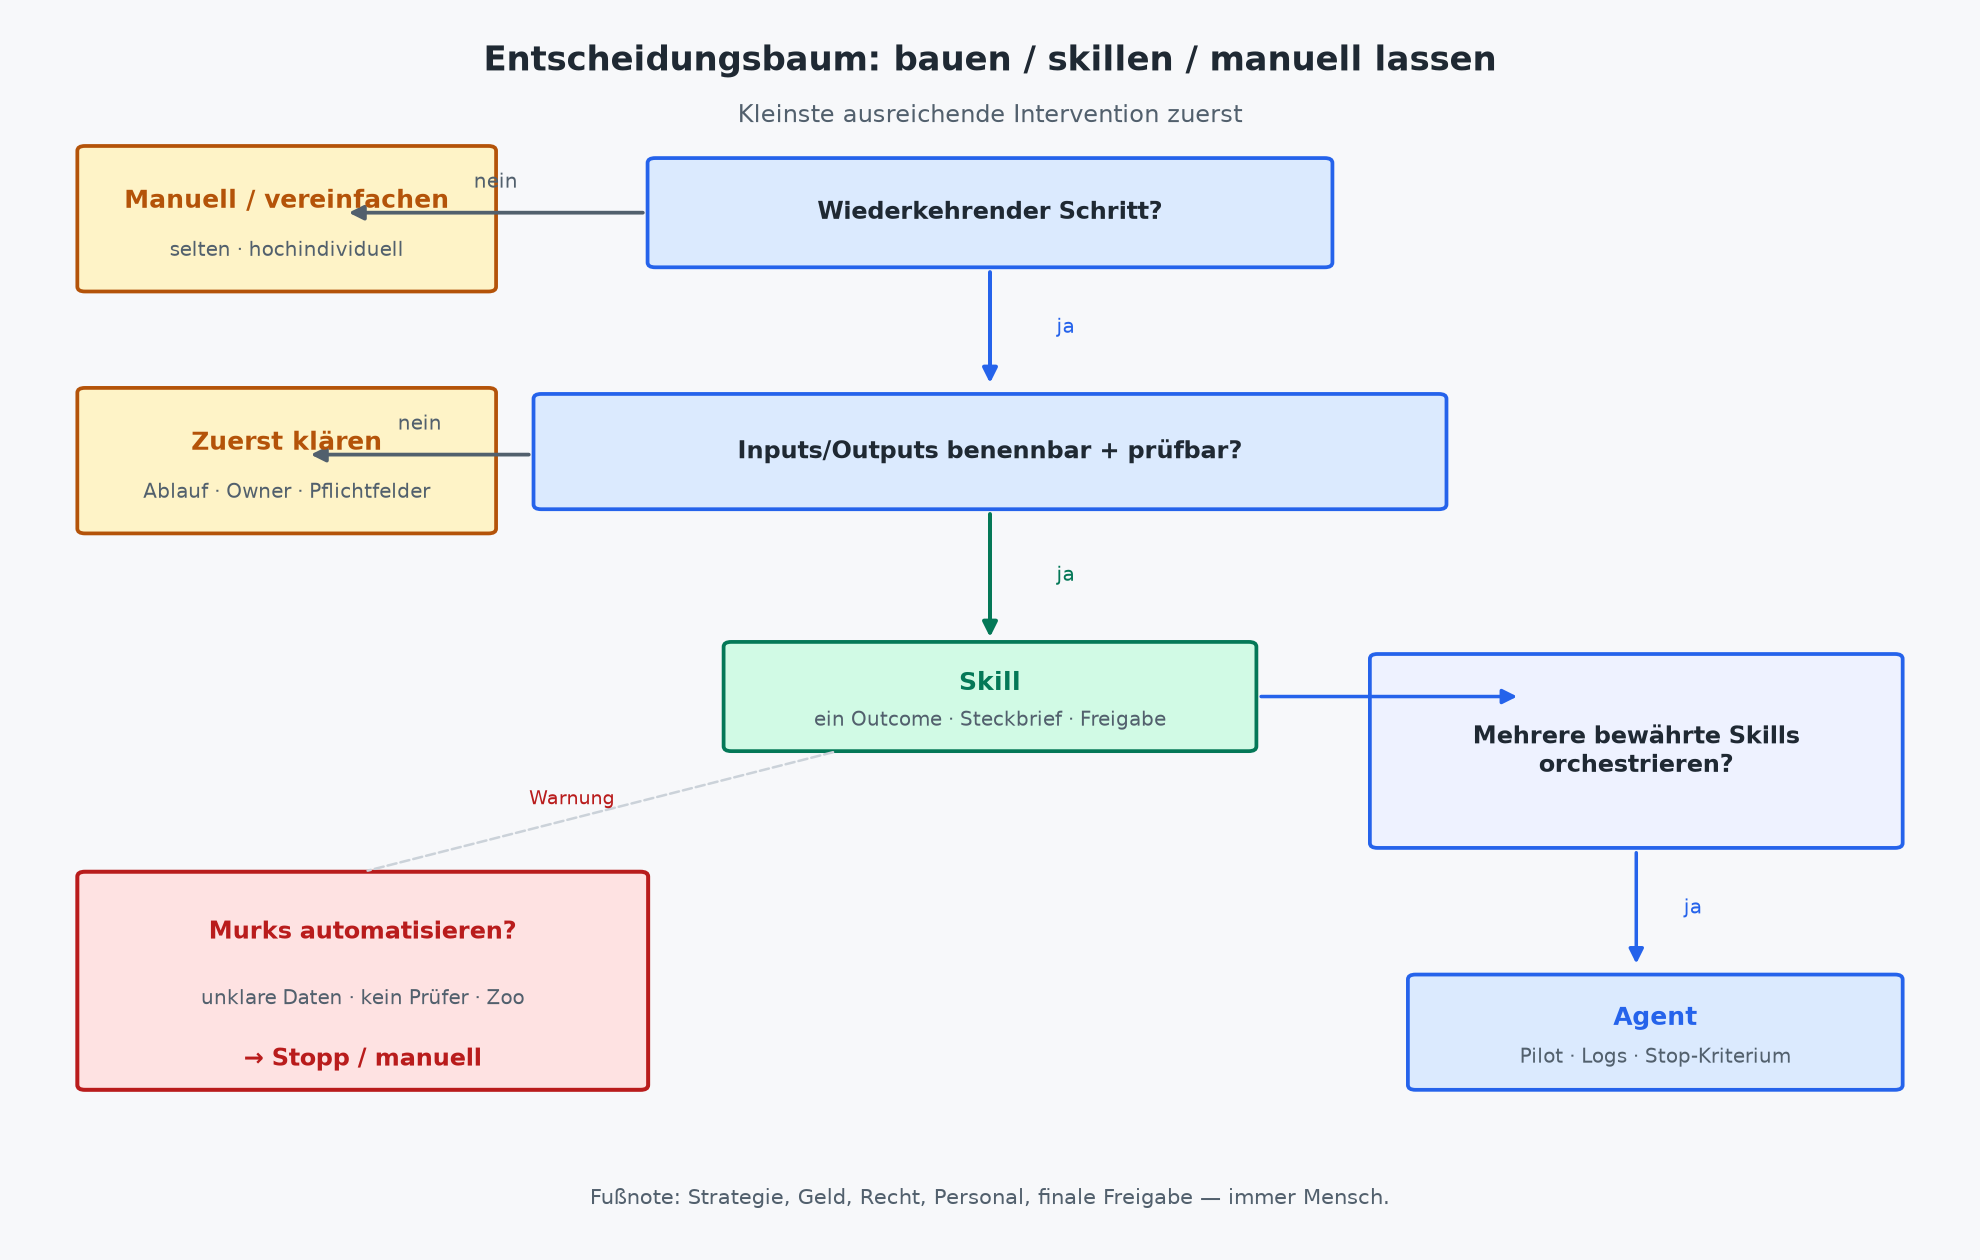 Entscheidungsbaum: bauen / skillen / manuell lassen
Kleinste ausreichende Intervention zuerst
Manuell / vereinfachen
selten · hochindividuell
nein
Wiederkehrender Schritt?
ja
Zuerst klären
Ablauf · Owner · Pflichtfelder
nein
Inputs/Outputs benennbar + prüfbar?
ja
Skill
ein Outcome · Steckbrief · Freigabe
Mehrere bewährte Skills
orchestrieren?
Warnung
Murks automatisieren?
unklare Daten · kein Prüfer · Zoo
→ Stopp / manuell
ja
Agent
Pilot · Logs · Stop-Kriterium
Fußnote: Strategie, Geld, Recht, Personal, finale Freigabe — immer Mensch.